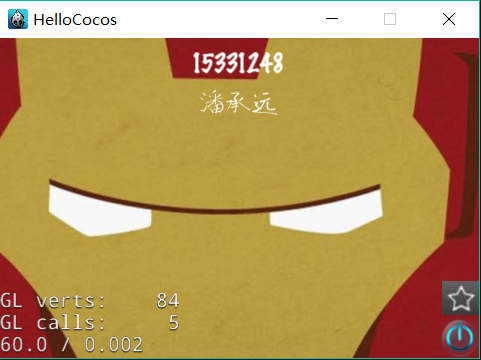 HelloCocos
15331248
潘承远
GL verts: 84
GL calls: 5
60.0 / 0.002